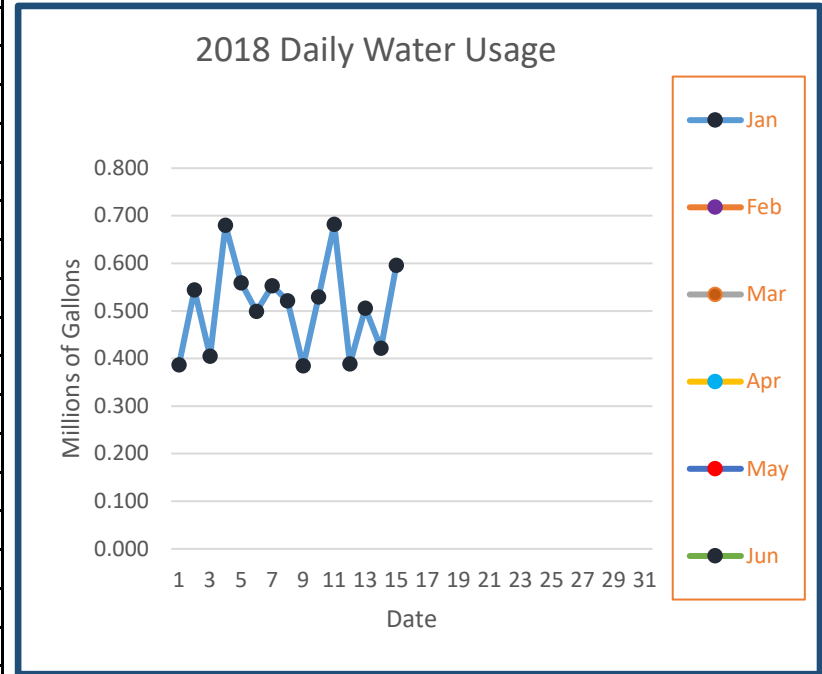 2018 Daily Water Usage
Millions of Gallons
0.800
0.700
0.600
0.500
0.400
0.300
0.200
0.100
0.000
1 3 5 7 9 11 13 15 17 19 21 23 25 27 29 31
Date
Jan
Feb
Mar
Apr
May
Jun